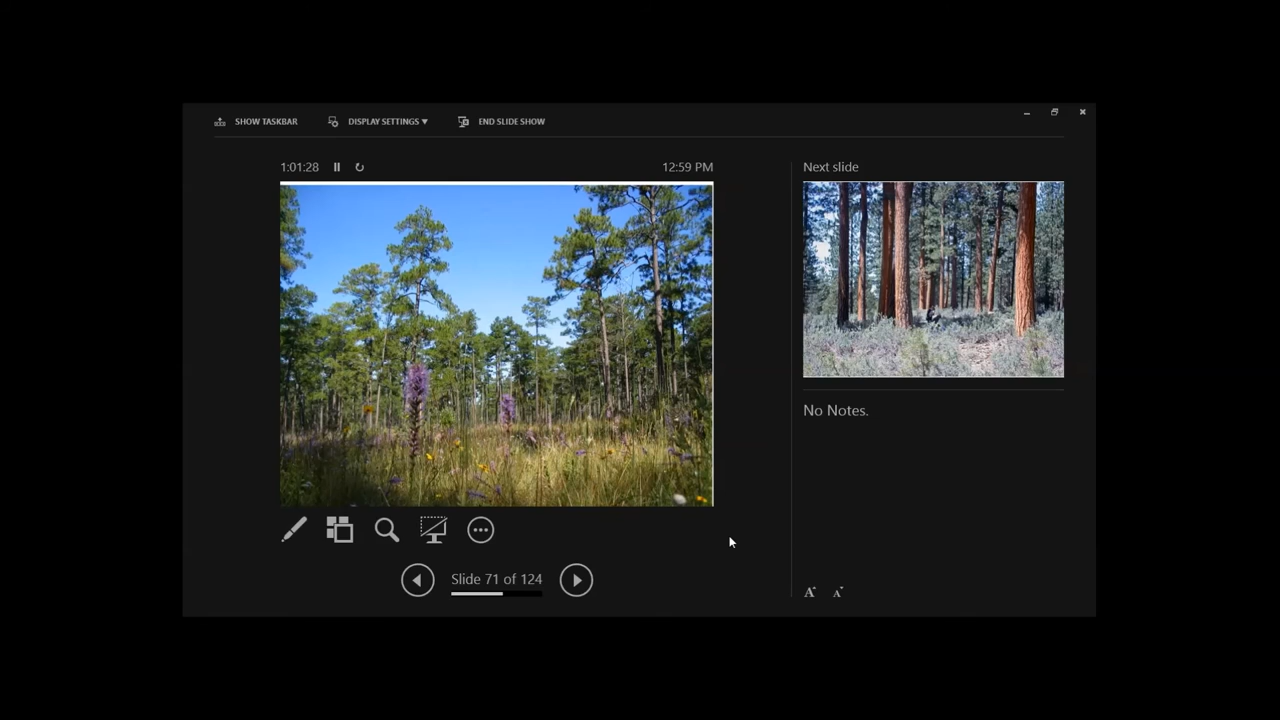 SHOW TASKBAR DISPLAY SETTINGS ▼ END SLIDE SHOW
1:01:28 12:59 PM
Next slide
No Notes.
Slide 71 of 124
A A